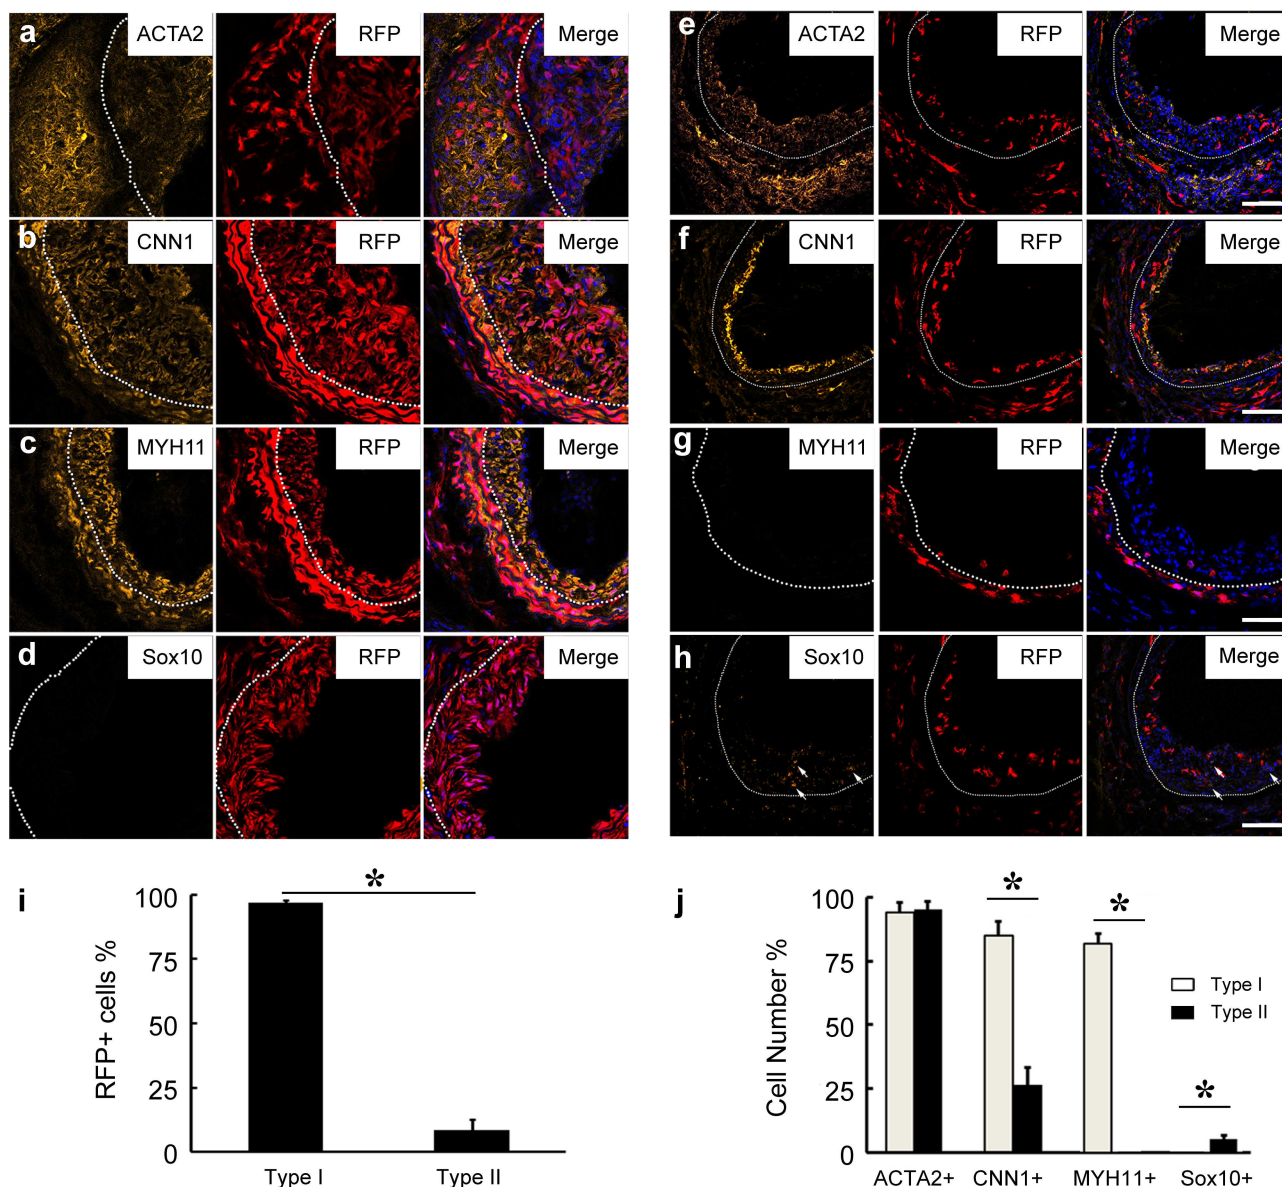 a ACTA2 RFP Merge
b CNN1 RFP Merge
c MYH11 RFP Merge
d Sox10 RFP Merge
e ACTA2 RFP Merge
f CNN1 RFP Merge
g MYH11 RFP Merge
h Sox10 RFP Merge
i
RFP+ cells %
100
75
50
25
0
*
Type I Type II
j
Cell Number %
100
75
50
25
0
* * *
Type I
Type II
ACTA2+ CNN1+ MYH11+ Sox10+